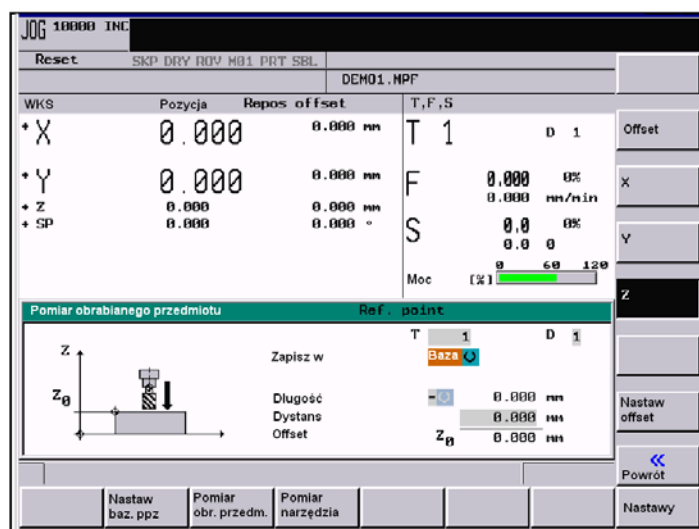 JOG 10000 INC
Reset SKP DRY ROV M01 PRT SBL
DEMO1.MPF
WKS Pozycja Repos offset T,F,S
+X 0.000 0.000 mm T 1 D 1
+Y 0.000 0.000 mm F 0.000 0%
0.000 mm/min
+ Z 0.000 0.000 mm
+ SP 0.000 0.000 ° S 0.0 0%
0.0 0
0 60 120
Moc [%]
Offset
X
Y
Z
Nastaw
offset
«
Powrót
Pomiar obrabianego przedmiotu Ref. point
T 1 D 1
Zapisz w Baza
Długość - 0.000 mm
Dystans 0.000 mm
Offset Z0 0.000 mm
Z
Z0
Nastaw
baz. ppz
Pomiar
obr. przedm.
Pomiar
narzędzia
Nastawy